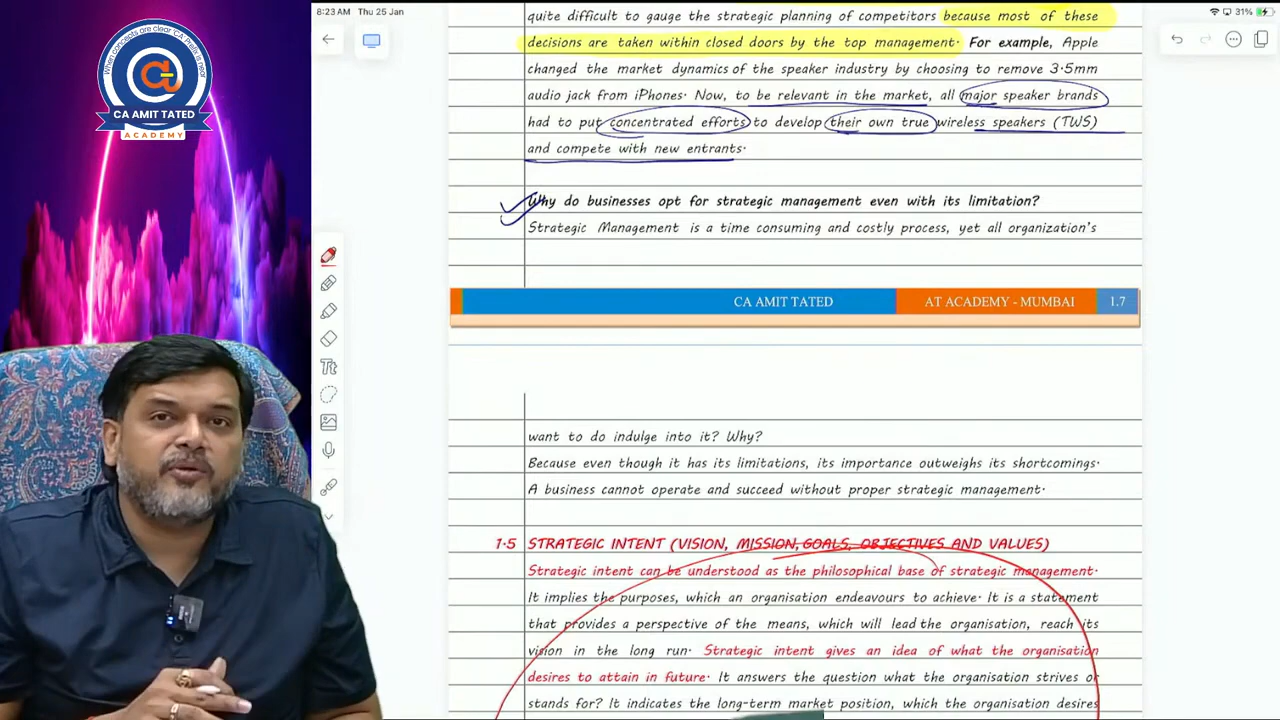 8:23 AM Thu 25 Jan
31%
When concepts are clear 'CA' Prefix is near
CA AMIT TATED
ACADEMY
Tt
quite difficult to gauge the strategic planning of competitors because most of these
decisions are taken within closed doors by the top management. For example, Apple
changed the market dynamics of the speaker industry by choosing to remove 3.5mm
audio jack from iPhones. Now, to be relevant in the market, all major speaker brands
had to put concentrated efforts to develop their own true wireless speakers (TWS)
and compete with new entrants.
Why do businesses opt for strategic management even with its limitation?
Strategic Management is a time consuming and costly process, yet all organization's
CA AMIT TATED AT ACADEMY - MUMBAI 1.7
want to do indulge into it? Why?
Because even though it has its limitations, its importance outweighs its shortcomings.
A business cannot operate and succeed without proper strategic management.
1.5 STRATEGIC INTENT (VISION, MISSION, GOALS, OBJECTIVES AND VALUES)
Strategic intent can be understood as the philosophical base of strategic management.
It implies the purposes, which an organisation endeavours to achieve. It is a statement
that provides a perspective of the means, which will lead the organisation, reach its
vision in the long run. Strategic intent gives an idea of what the organisation
desires to attain in future. It answers the question what the organisation strives or
stands for? It indicates the long-term market position, which the organisation desires